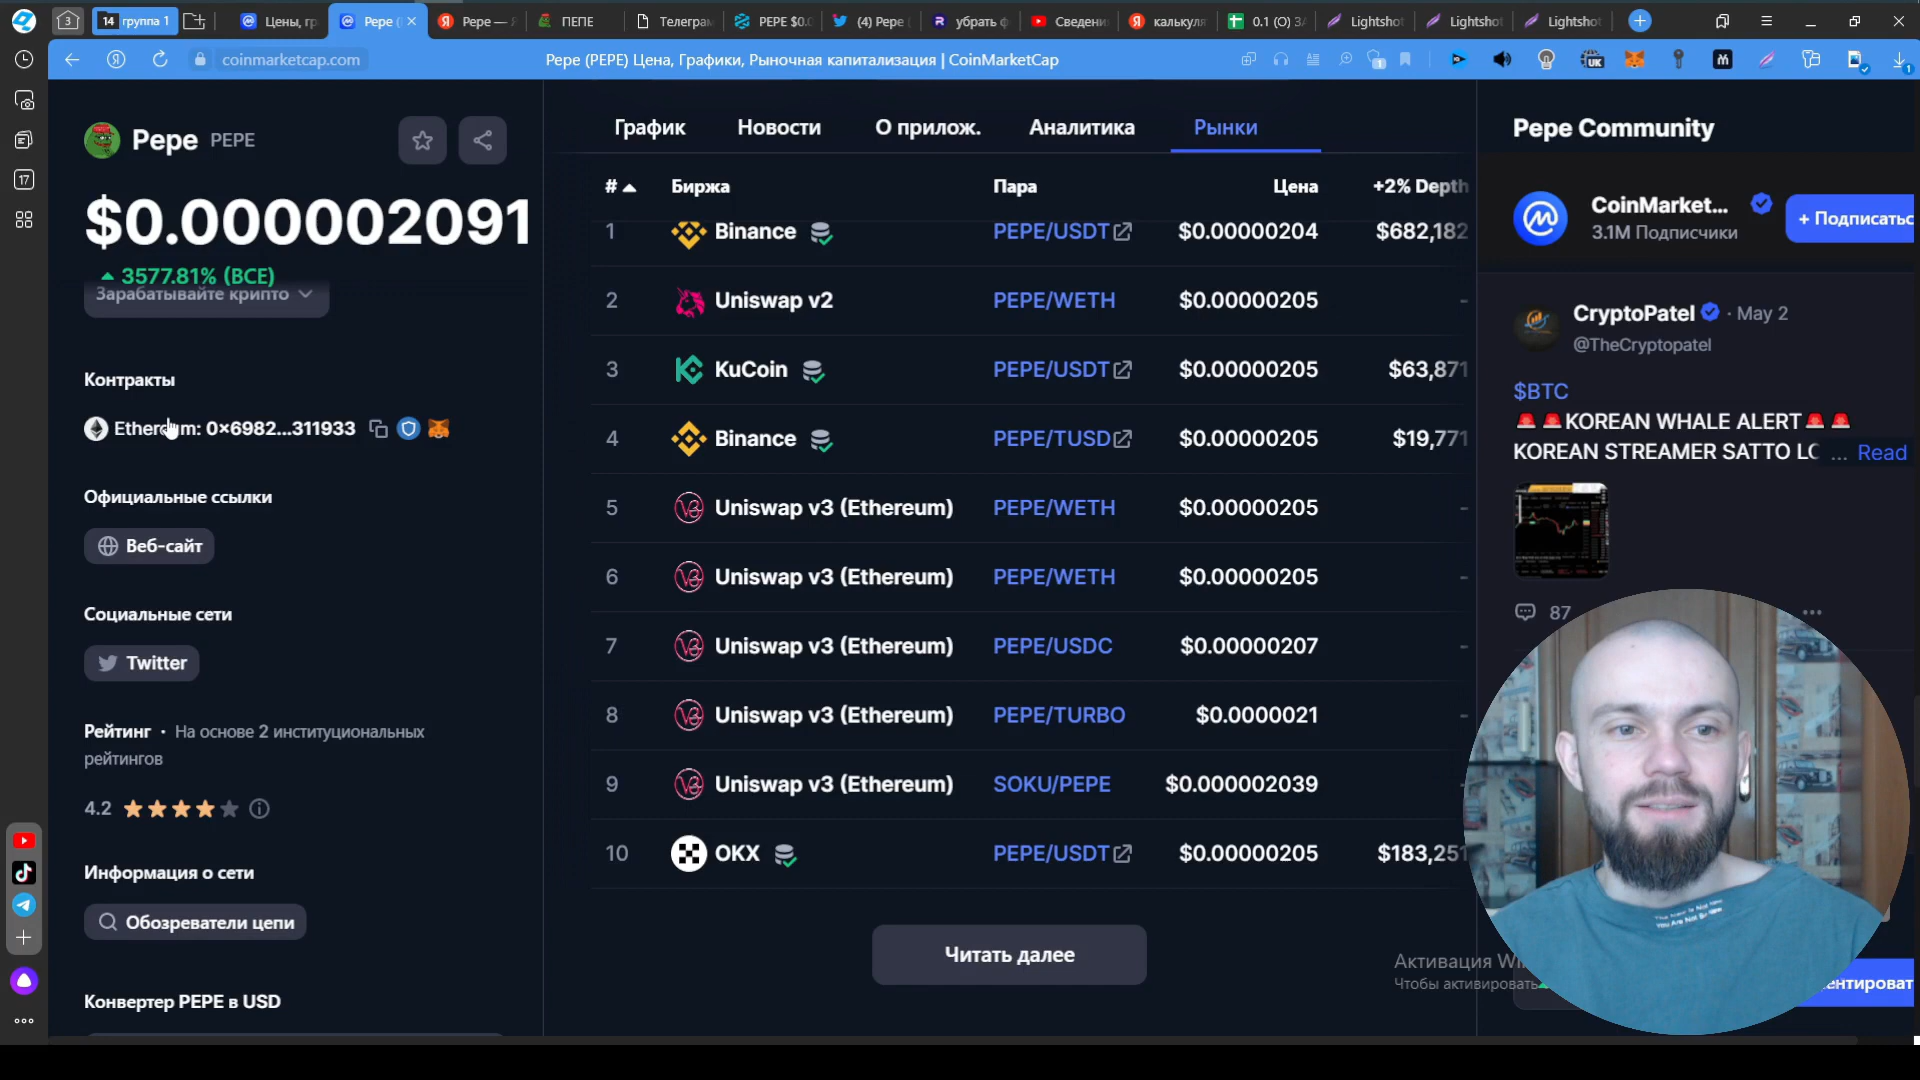 3
14 группа 1
Цены, гр
Pepe (
Pepe — 
ПЕПЕ
Телеграм
PEPE $0.
(4) Pepe
убрать ф
Сведени
калькуля
0.1 (О) ЗА
Lightshot
Lightshot
Lightshot
coinmarketcap.com
Pepe (PEPE) Цена, Графики, Рыночная капитализация | CoinMarketCap
UK
1
1
17
Pepe PEPE
$0.000002091
3577.81% (ВСЕ)
Зарабатывайте крипто
Контракты
Ethereum: 0x6982...311933
Официальные ссылки
Веб-сайт
Социальные сети
Twitter
Рейтинг · На основе 2 институциональных
рейтингов
4.2
Информация о сети
Обозреватели цепи
Конвертер PEPE в USD
График Новости О прилож. Аналитика Рынки
# Биржа Пара Цена +2% Depth
1 Binance PEPE/USDT $0.00000204 $682,182
2 Uniswap v2 PEPE/WETH $0.00000205 -
3 KuCoin PEPE/USDT $0.00000205 $63,871
4 Binance PEPE/TUSD $0.00000205 $19,771
5 Uniswap v3 (Ethereum) PEPE/WETH $0.00000205 -
6 Uniswap v3 (Ethereum) PEPE/WETH $0.00000205 -
7 Uniswap v3 (Ethereum) PEPE/USDC $0.00000207 -
8 Uniswap v3 (Ethereum) PEPE/TURBO $0.0000021 -
9 Uniswap v3 (Ethereum) SOKU/PEPE $0.000002039
10 OKX PEPE/USDT $0.00000205 $183,251
Читать далее
Pepe Community
CoinMarket...
3.1M Подписчики
+ Подписатьс
CryptoPatel · May 2
@TheCryptopatel
$BTC
🚨🚨KOREAN WHALE ALERT🚨🚨
KOREAN STREAMER SATTO LO ... Read
87
Активация Wi
Чтобы активировать
ентироват